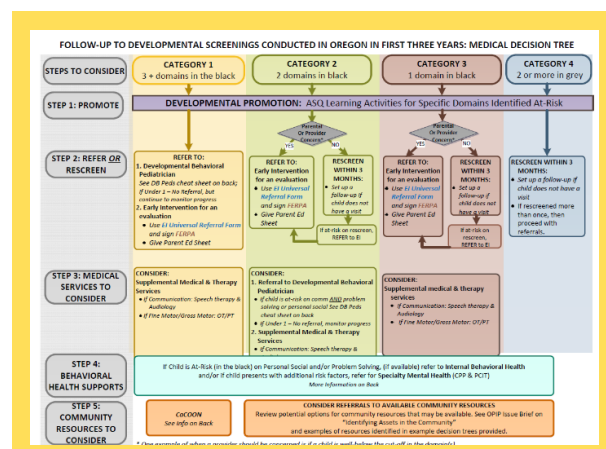 FOLLOW-UP TO DEVELOPMENTAL SCREENINGS CONDUCTED IN OREGON IN FIRST THREE YEARS: MEDICAL DECISION TREE
STEPS TO CONSIDER
CATEGORY 1
3 + domains in the black
CATEGORY 2
2 domains in black
CATEGORY 3
1 domain in black
CATEGORY 4
2 or more in grey
STEP 1: PROMOTE
DEVELOPMENTAL PROMOTION: ASQ Learning Activities for Specific Domains Identified At-Risk
STEP 2: REFER OR
RESCREEN
REFER TO:
1. Developmental Behavioral
Pediatrician
See DB Peds cheat sheet on back;
if Under 1 – No Referral, but
continue to monitor progress
2. Early Intervention for an
evaluation
• Use EI Universal Referral Form
and sign FERPA
• Give Parent Ed Sheet
Parental
Or Provider
Concern?
YES
NO
REFER TO:
Early Intervention
for an evaluation
• Use EI Universal
Referral Form
and sign FERPA
• Give Parent Ed
Sheet
RESCREEN
WITHIN 3
MONTHS:
• Set up a
follow-up if
child does not
have a visit
If at-risk on
rescreen,
REFER to EI
Parental
Or Provider
Concern?
YES
NO
REFER TO:
Early Intervention
for an evaluation
• Use EI Universal
Referral Form
and sign FERPA
• Give Parent Ed
Sheet
RESCREEN
WITHIN 3
MONTHS:
• Set up a
follow-up if
child does not
have a visit
If at-risk on
rescreen,
REFER to EI
RESCREEN WITHIN 3
MONTHS:
• Set up a follow-up if
child does not have a
visit
• If rescreened more
than once, then
proceed with
referrals.
STEP 3: MEDICAL
SERVICES TO
CONSIDER
CONSIDER:
Supplemental Medical & Therapy
Services
• If Communication: Speech therapy &
Audiology
• If Fine Motor/Gross Motor: OT/PT
CONSIDER:
1. Referral to Developmental Behavioral
Pediatrician
• If child is at-risk on comm AND problem
solving or personal social See DB Peds
cheat sheet on back
• If Under 1 – No referral, monitor progress
2. Supplemental Medical & Therapy
Services
• If Communication: Speech therapy &
CONSIDER:
Supplemental medical & therapy
services
• If Communication: Speech therapy &
Audiology
• If Fine Motor/Gross Motor: OT/PT
STEP 4:
BEHAVIORAL
HEALTH SUPPORTS
If Child is At-Risk (in the black) on Personal Social and/or Problem Solving, (if available) refer to Internal Behavioral Health
and/or if child presents with additional risk factors, refer for Specialty Mental Health (CPP & PCIT)
More Information on Back
STEP 5:
COMMUNITY
RESOURCES TO
CONSIDER
CaCOON
See Info on Back
CONSIDER REFERRALS TO AVAILABLE COMMUNITY RESOURCES
Review potential options for community resources that may be available. See OPIP Issue Brief on
"Identifying Assets in the Community"
and examples of resources identified in example decision trees provided.